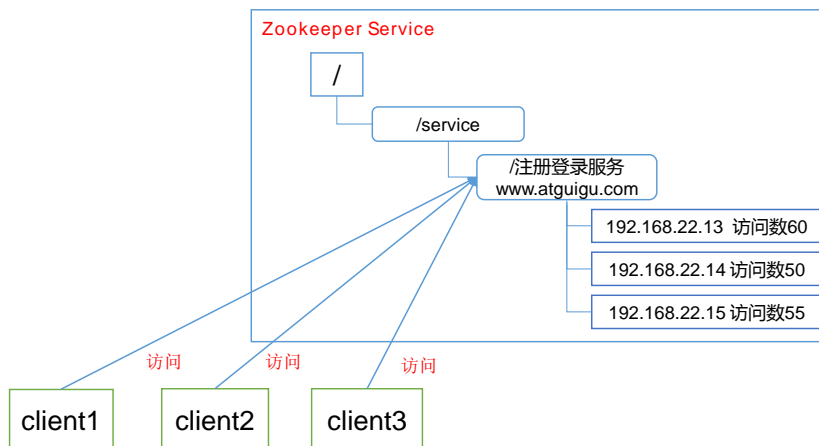 Zookeeper Service
/
/service
/注册登录服务
www.atguigu.com
192.168.22.13 访问数60
192.168.22.14 访问数50
192.168.22.15 访问数55
访问
访问
访问
client1
client2
client3